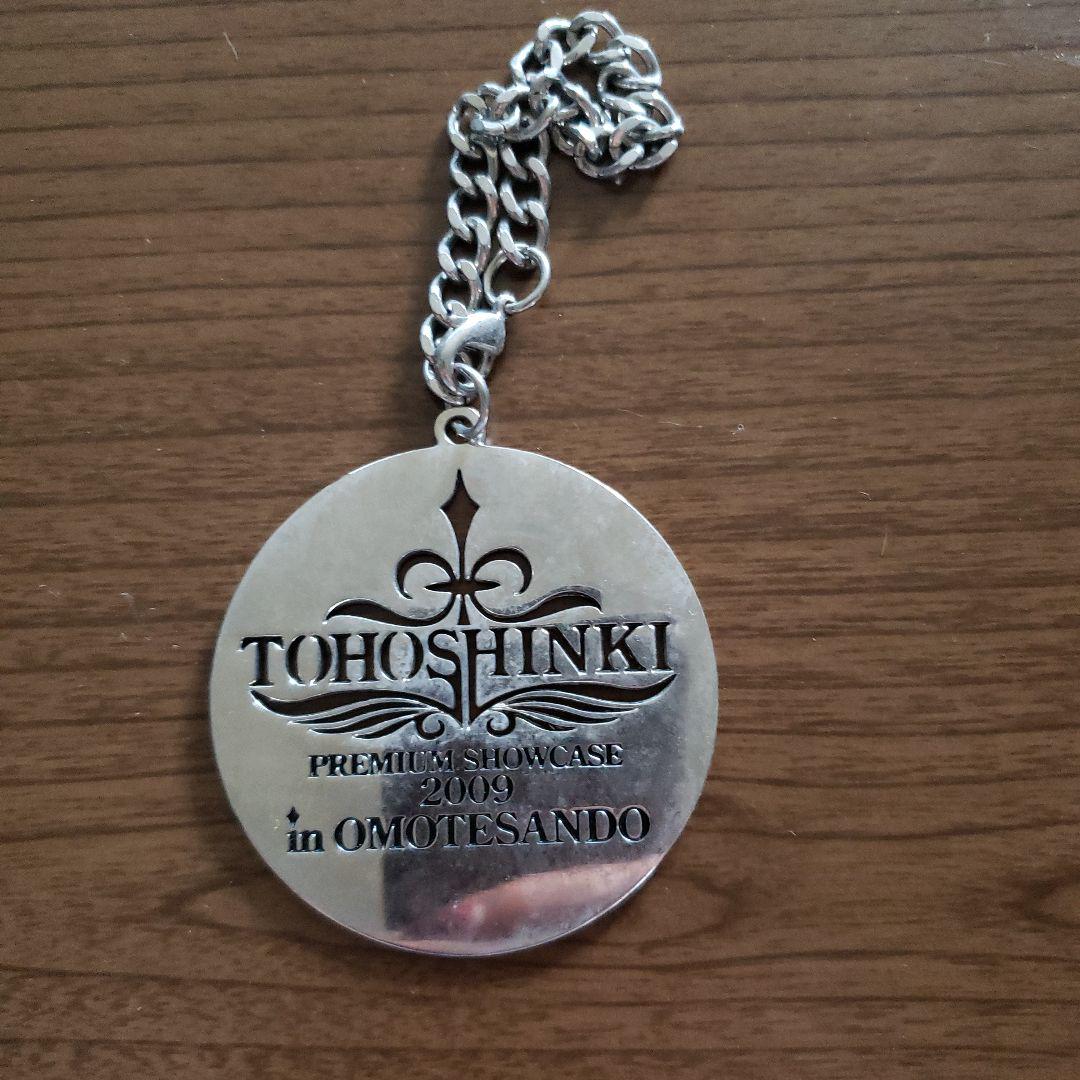 TOHOSHINKI
PREMIUM SHOWCASE
2009
in OMOTESANDO